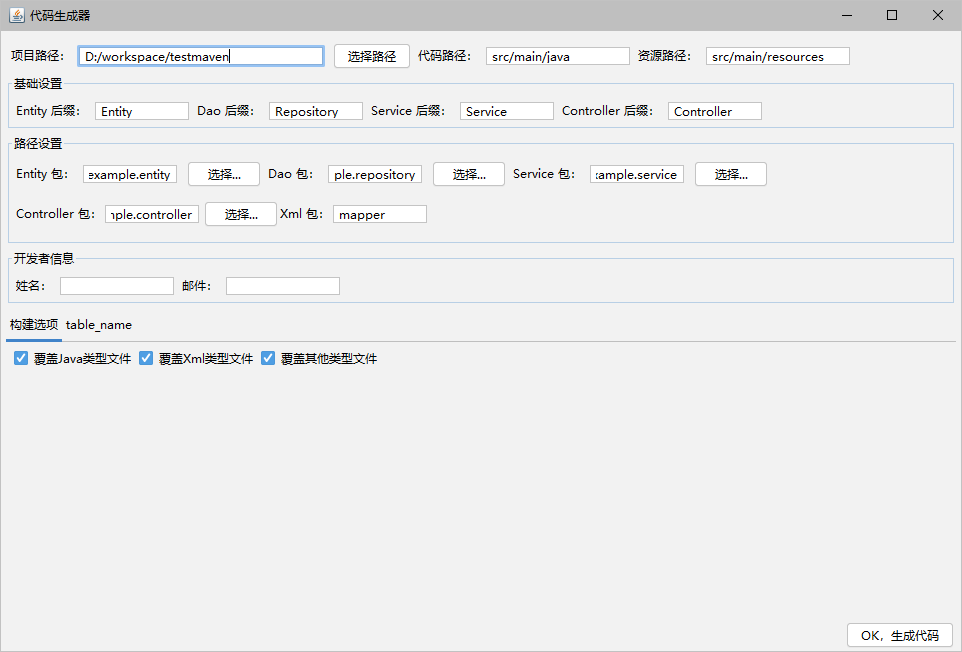 代码生成器
项目路径： D:/workspace/testmaven 选择路径 代码路径： src/main/java 资源路径： src/main/resources
基础设置
Entity 后缀： Entity Dao 后缀： Repository Service 后缀： Service Controller 后缀： Controller
路径设置
Entity 包： example.entity 选择... Dao 包： ple.repository 选择... Service 包： ample.service 选择...
Controller 包： ple.controller 选择... Xml 包： mapper
开发者信息
姓名： 邮件：
构建选项 table_name
覆盖Java类型文件 覆盖Xml类型文件 覆盖其他类型文件
OK，生成代码